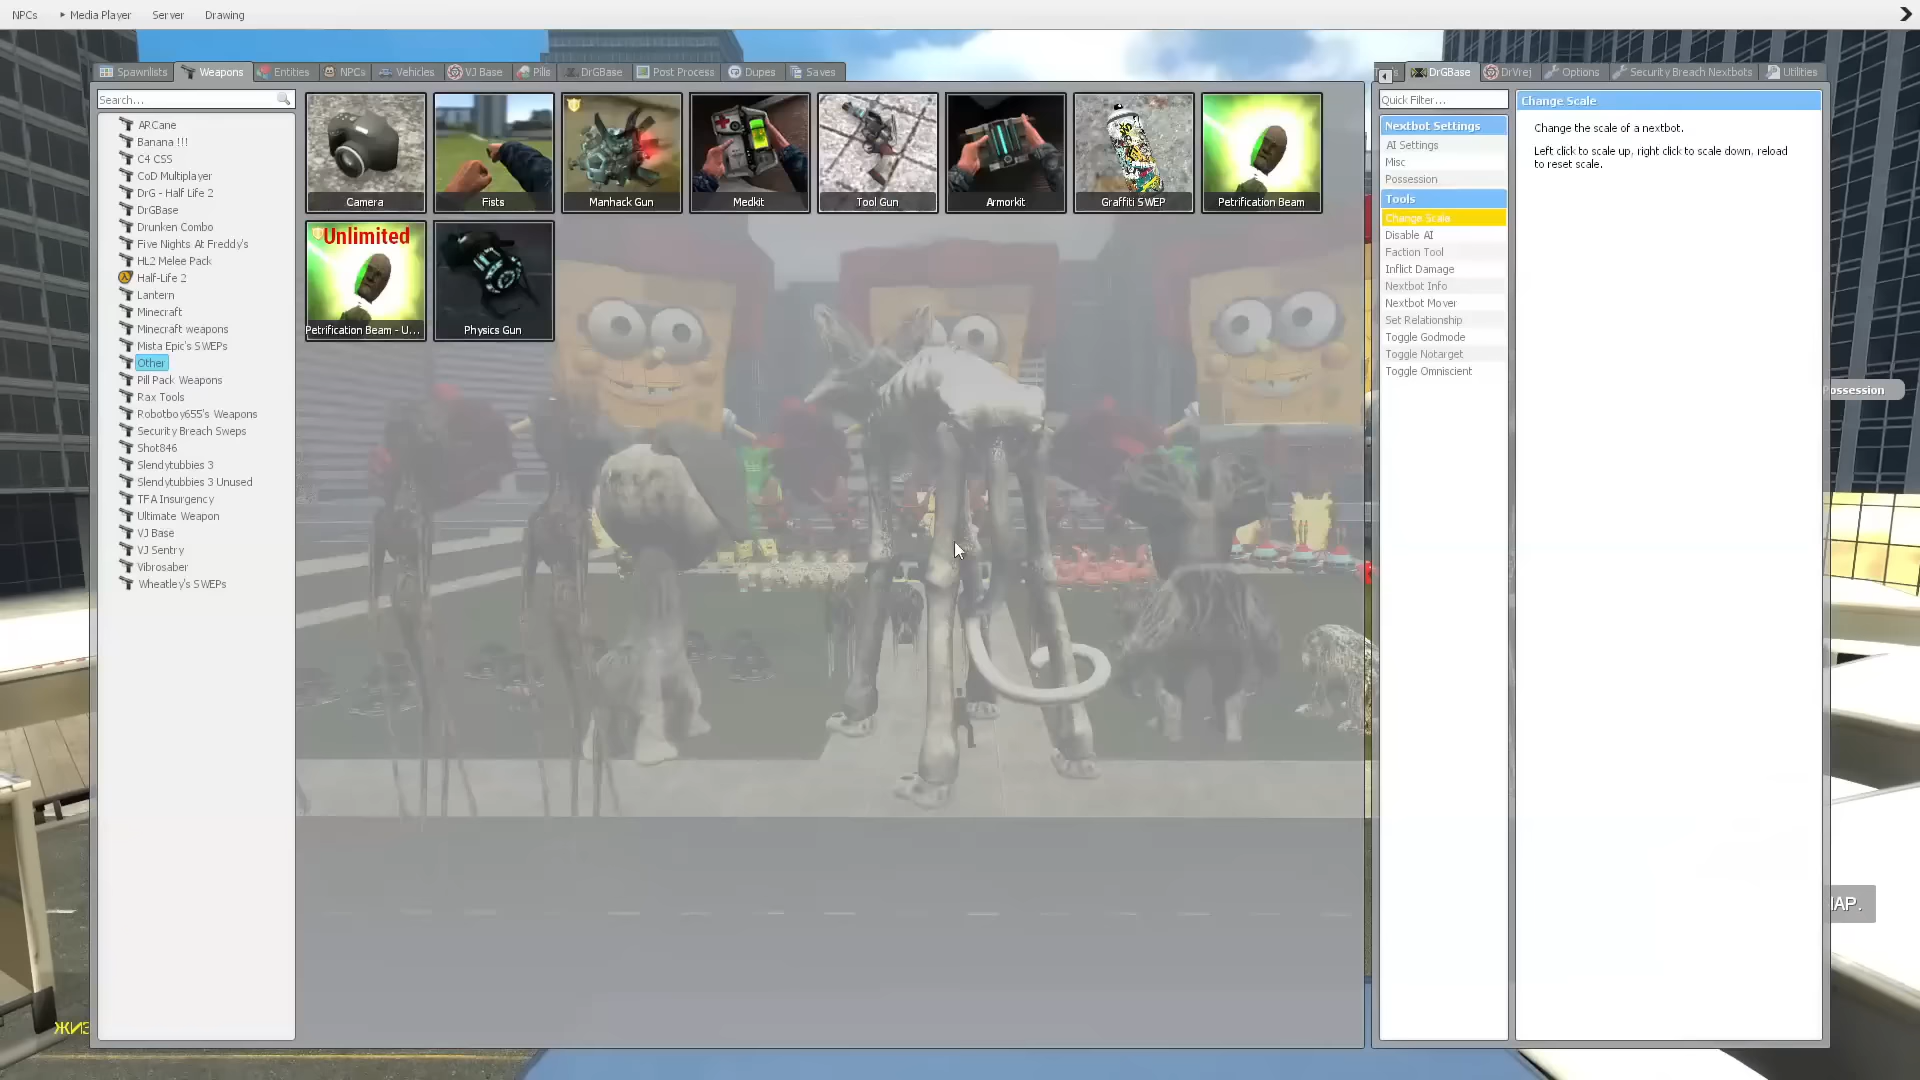 NPCs
Media Player
Server
Drawing
Spawnlists
Weapons
Entities
NPCs
Vehicles
VJ Base
Pills
DrGBase
Post Process
Dupes
Saves
DrGBase
DrVrej
Options
Security Breach Nextbots
Utilities
Search...
ARCane
Banana !!!
C4 CSS
CoD Multiplayer
DrG - Half Life 2
DrGBase
Drunken Combo
Five Nights At Freddy's
HL2 Melee Pack
Half-Life 2
Lantern
Minecraft
Minecraft weapons
Mista Epic's SWEPs
Other
Pill Pack Weapons
Rax Tools
Robotboy655's Weapons
Security Breach Sweps
Shot846
Slendytubbies 3
Slendytubbies 3 Unused
TFA Insurgency
Ultimate Weapon
VJ Base
VJ Sentry
Vibrosaber
Wheatley's SWEPs
Camera
Fists
Manhack Gun
Medkit
Tool Gun
Armorkit
Graffiti SWEP
Petrification Beam
Unlimited
Petrification Beam - U...
Physics Gun
Quick Filter...
Nextbot Settings
AI Settings
Misc
Possession
Tools
Change Scale
Disable AI
Faction Tool
Inflict Damage
Nextbot Info
Nextbot Mover
Set Relationship
Toggle Godmode
Toggle Notarget
Toggle Omniscient
Change Scale
Change the scale of a nextbot.
Left click to scale up, right click to scale down, reload
to reset scale.
ossession